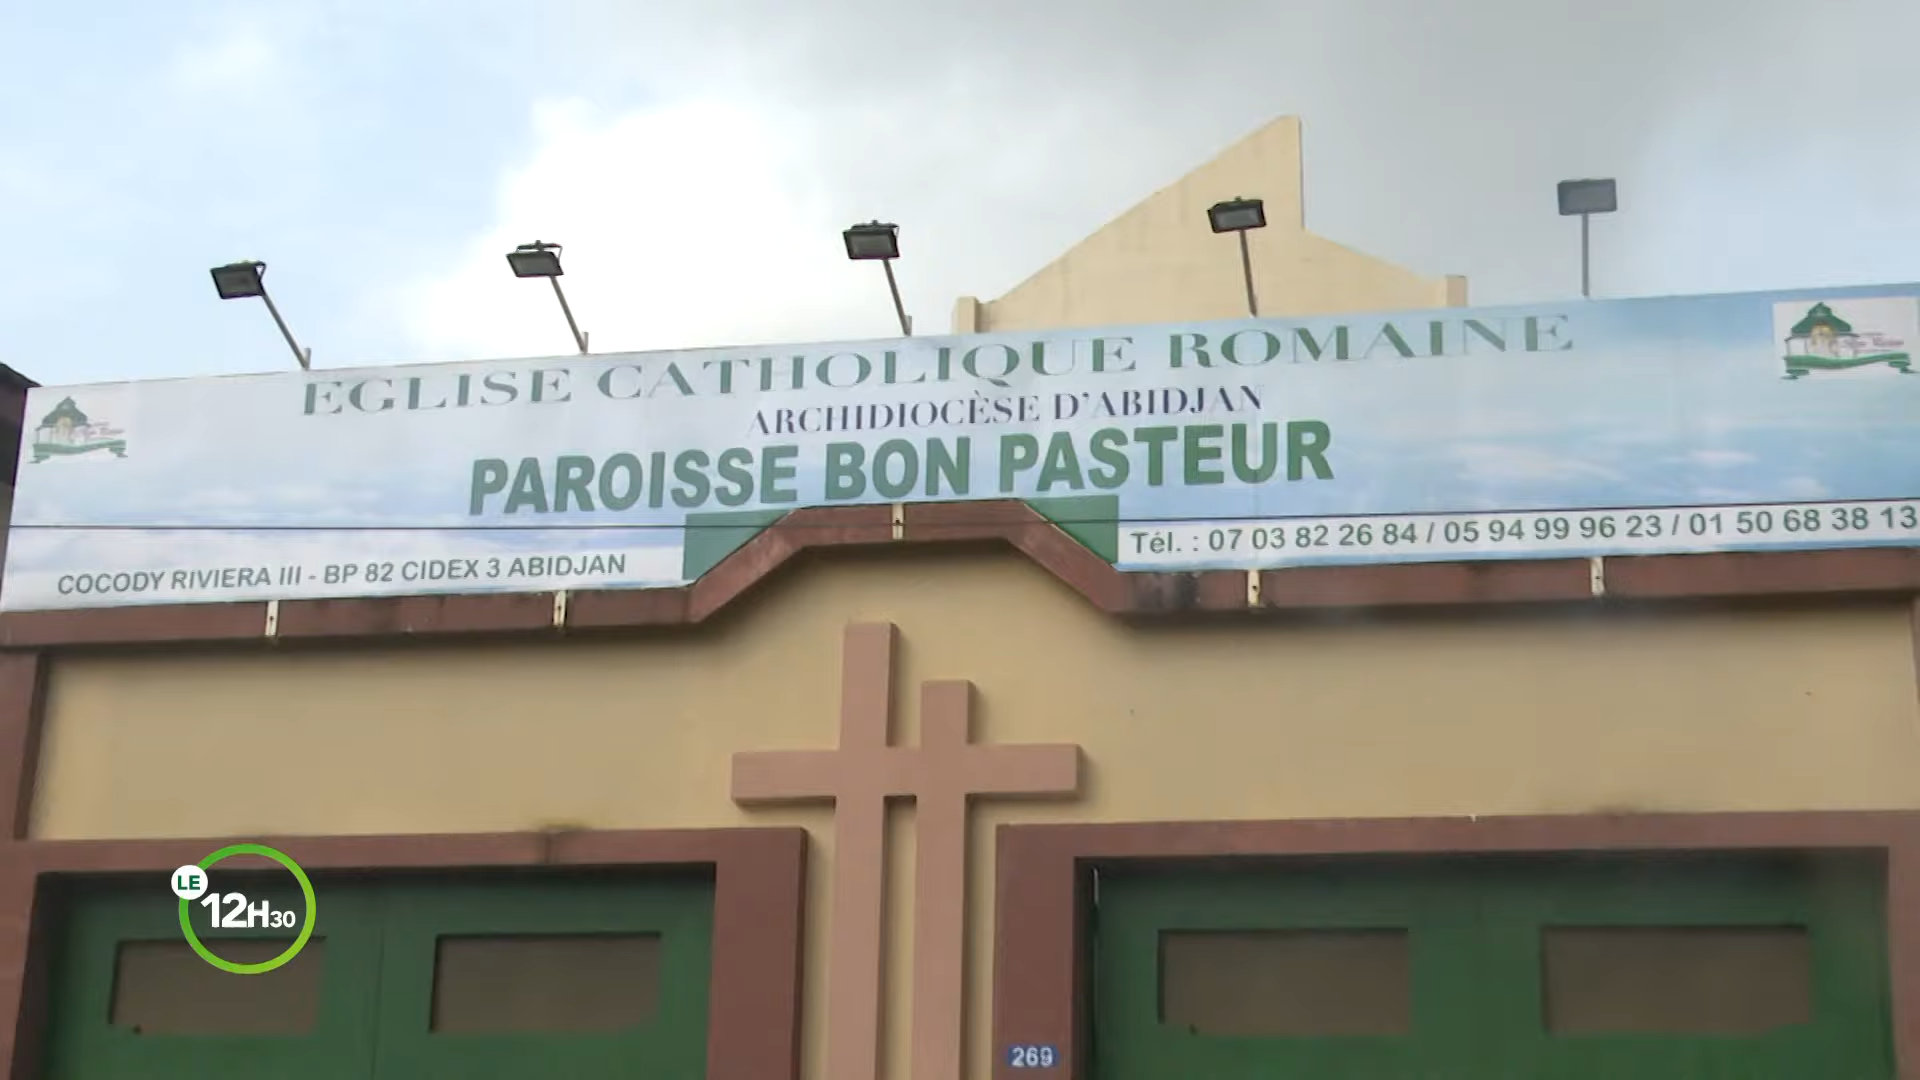 EGLISE CATHOLIQUE ROMAINE
ARCHIDIOCÈSE D'ABIDJAN
PAROISSE BON PASTEUR
COCODY RIVIERA III - BP 82 CIDEX 3 ABIDJAN
Tél. : 07 03 82 26 84 / 05 94 99 96 23 / 01 50 68 38 13
LE
12H30
269